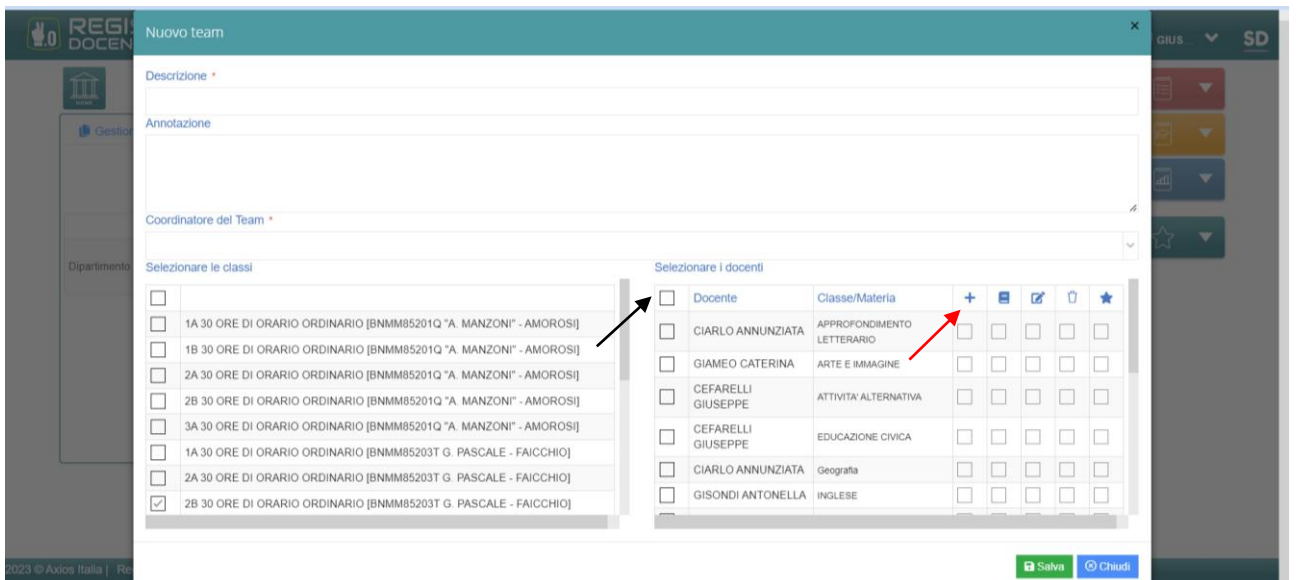 .0 REGIS
DOCEN
Nuovo team
×
GIUS...
SD
HOME
Gestion
Dipartimento
Descrizione *
Annotazione
Coordinatore del Team *
Selezionare le classi
1A 30 ORE DI ORARIO ORDINARIO [BNMM85201Q "A. MANZONI" - AMOROSI]
1B 30 ORE DI ORARIO ORDINARIO [BNMM85201Q "A. MANZONI" - AMOROSI]
2A 30 ORE DI ORARIO ORDINARIO [BNMM85201Q "A. MANZONI" - AMOROSI]
2B 30 ORE DI ORARIO ORDINARIO [BNMM85201Q "A. MANZONI" - AMOROSI]
3A 30 ORE DI ORARIO ORDINARIO [BNMM85201Q "A. MANZONI" - AMOROSI]
1A 30 ORE DI ORARIO ORDINARIO [BNMM85203T G. PASCALE - FAICCHIO]
2A 30 ORE DI ORARIO ORDINARIO [BNMM85203T G. PASCALE - FAICCHIO]
2B 30 ORE DI ORARIO ORDINARIO [BNMM85203T G. PASCALE - FAICCHIO]
Selezionare i docenti
Docente Classe/Materia
CIARLO ANNUNZIATA APPROFONDIMENTO
LETTERARIO
GIAMEO CATERINA ARTE E IMMAGINE
CEFARELLI
GIUSEPPE ATTIVITA' ALTERNATIVA
CEFARELLI
GIUSEPPE EDUCAZIONE CIVICA
CIARLO ANNUNZIATA Geografia
GISONDI ANTONELLA INGLESE
Salva
Chiudi
2023 © Axios Italia | Re